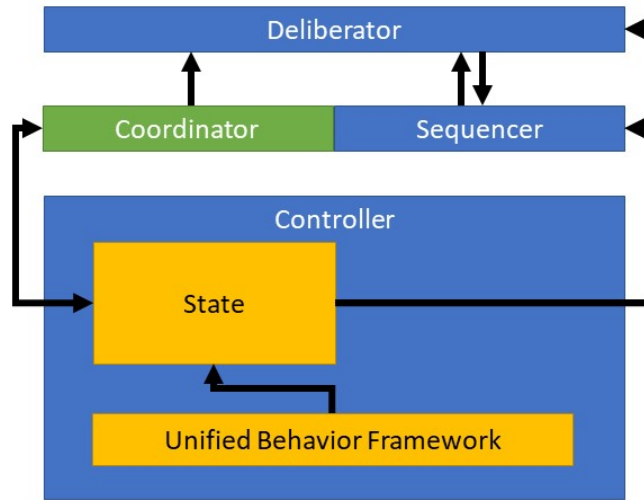 Deliberator
Coordinator
Sequencer
Controller
State
Unified Behavior Framework